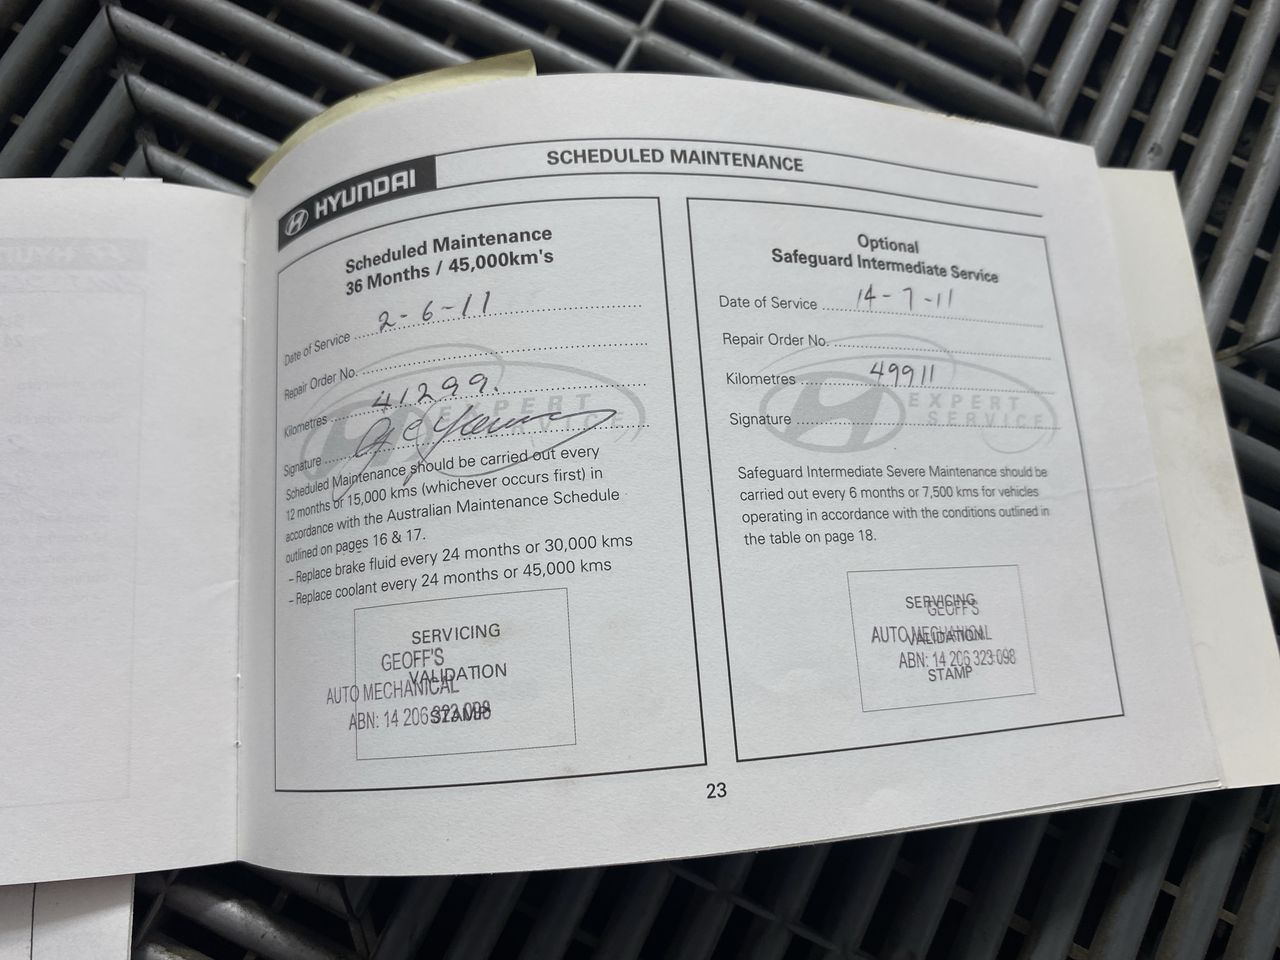 HYUNDAI
SCHEDULED MAINTENANCE
Scheduled Maintenance
36 Months / 45,000km's
Date of Service 2-6-11
Repair Order No.
Kilometres 41299.
EXPERT
SERVICE
Signature
Scheduled Maintenance should be carried out every
12 months or 15,000 kms (whichever occurs first) in
accordance with the Australian Maintenance Schedule
outlined on pages 16 & 17.
– Replace brake fluid every 24 months or 30,000 kms
– Replace coolant every 24 months or 45,000 kms
SERVICING
GEOFF'S
VALIDATION
AUTO MECHANICAL
STAMP
ABN: 14 206 323 098
Optional
Safeguard Intermediate Service
Date of Service 14-7-11
Repair Order No.
Kilometres 49911
EXPERT
SERVICE
Signature
Safeguard Intermediate Severe Maintenance should be
carried out every 6 months or 7,500 kms for vehicles
operating in accordance with the conditions outlined in
the table on page 18.
SERVICING
GEOFF'S
AUTO MECHANICAL
VALIDATION
ABN: 14 206 323 098
STAMP
23